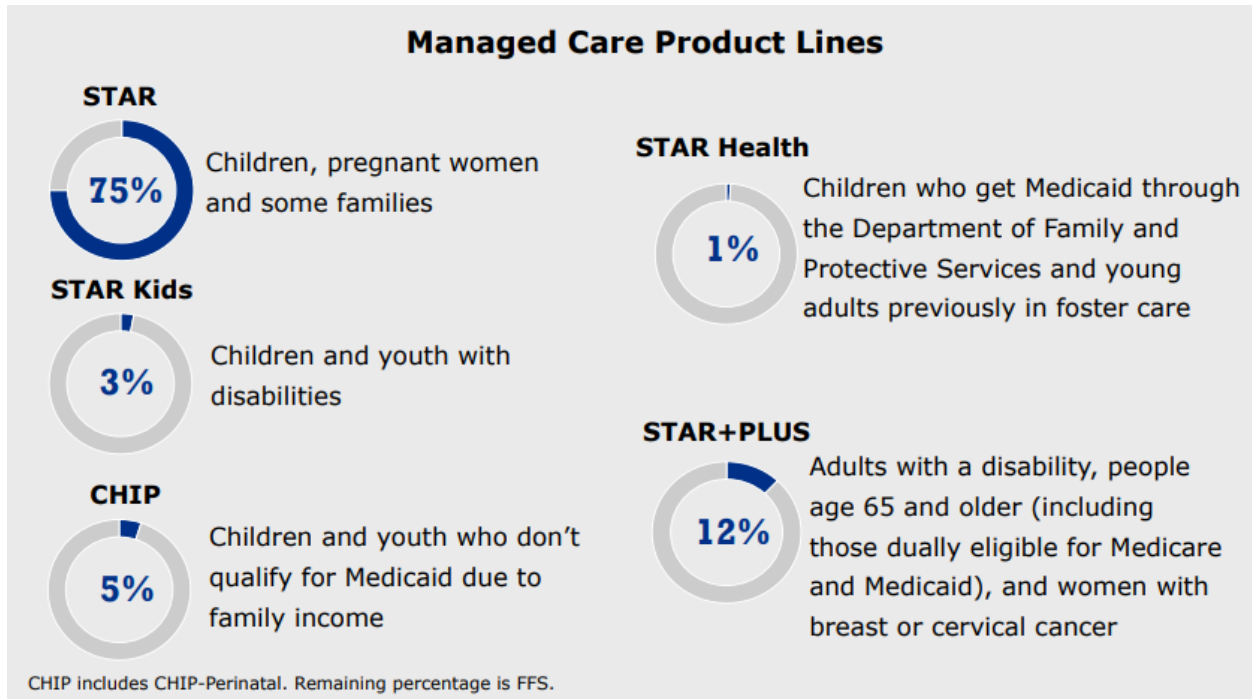 Managed Care Product Lines
STAR
75%
Children, pregnant women
and some families
STAR Kids
3%
Children and youth with
disabilities
CHIP
5%
Children and youth who don’t
qualify for Medicaid due to
family income
STAR Health
1%
Children who get Medicaid through
the Department of Family and
Protective Services and young
adults previously in foster care
STAR+PLUS
12%
Adults with a disability, people
age 65 and older (including
those dually eligible for Medicare
and Medicaid), and women with
breast or cervical cancer
CHIP includes CHIP-Perinatal. Remaining percentage is FFS.